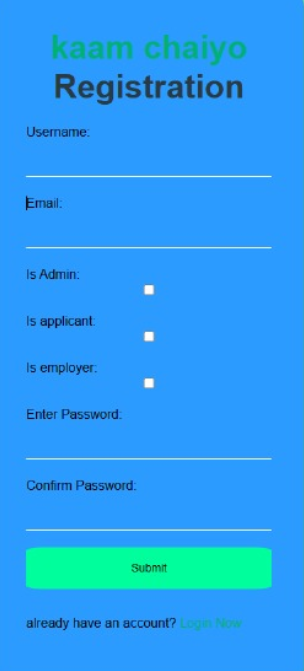 kaam chaiyo
Registration
Username:
Email:
Is Admin:
Is applicant:
Is employer:
Enter Password:
Confirm Password:
Submit
already have an account? Login Now